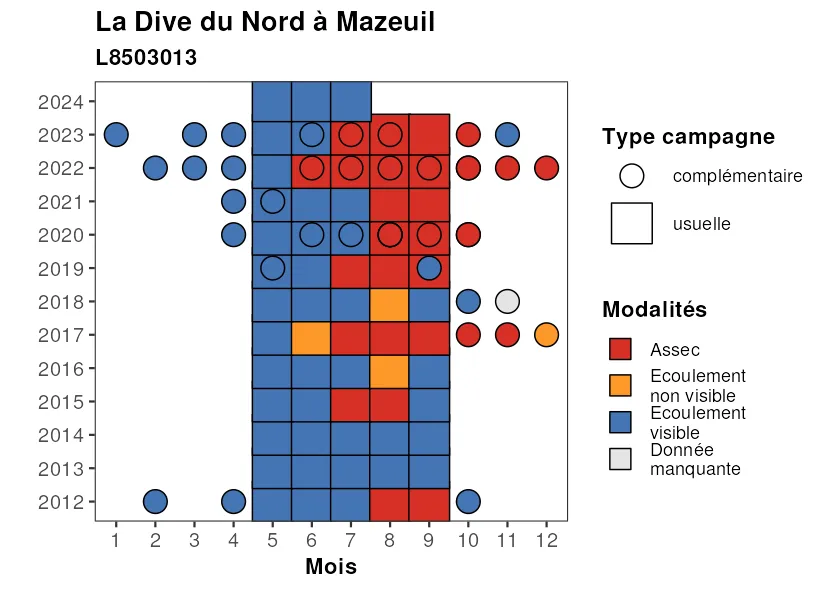 La Dive du Nord à Mazeuil
L8503013
2024
2023
2022
2021
2020
2019
2018
2017
2016
2015
2014
2013
2012
1 2 3 4 5 6 7 8 9 10 11 12
Mois
Type campagne
complémentaire
usuelle
Modalités
Assec
Ecoulement
non visible
Ecoulement
visible
Donnée
manquante